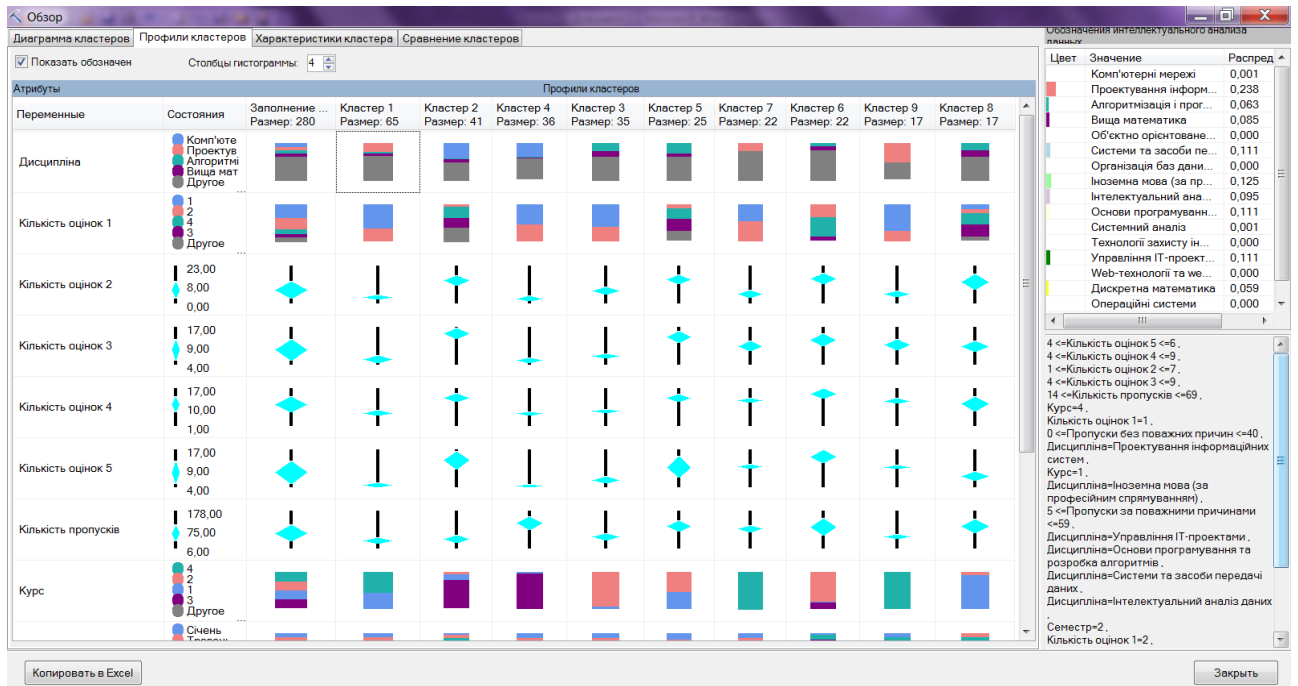 Обзор
Диаграмма кластеров Профили кластеров Характеристики кластера Сравнение кластеров
Показать обозначен Столбцы гистограммы: 4
Атрибуты Профили кластеров
Переменные Состояния Заполнение ... Размер: 280 Кластер 1 Размер: 65 Кластер 2 Размер: 41 Кластер 4 Размер: 36 Кластер 3 Размер: 35 Кластер 5 Размер: 25 Кластер 7 Размер: 22 Кластер 6 Размер: 22 Кластер 9 Размер: 17 Кластер 8 Размер: 17
Дисципліна
Комп'юте
Проектув
Алгоритмі
Вища мат
Другое
...
Кількість оцінок 1
1
2
4
3
Другое
...
Кількість оцінок 2
23,00
8,00
0,00
Кількість оцінок 3
17,00
9,00
4,00
Кількість оцінок 4
17,00
10,00
1,00
Кількість оцінок 5
17,00
9,00
4,00
Кількість пропусків
178,00
75,00
6,00
Курс
4
2
1
3
Другое
...
Січень
Копировать в Excel
Обозначения интеллектуального анализа
данных
Цвет Значение Распред
Комп'ютерні мережі 0,001
Проектування інформ... 0,238
Алгоритмізація і прог... 0,063
Вища математика 0,085
Об'єктно орієнтоване... 0,000
Системи та засоби пе... 0,111
Організація баз дани... 0,000
Іноземна мова (за пр... 0,125
Інтелектуальний ана... 0,095
Основи програмуванн... 0,111
Системний аналіз 0,001
Технології захисту ін... 0,000
Управління ІТ-проект... 0,111
Web-технології та we... 0,000
Дискретна математика 0,059
Операційні системи 0,000
4 <=Кількість оцінок 5 <=6 ,
4 <=Кількість оцінок 4 <=9 ,
1 <=Кількість оцінок 2 <=7 ,
4 <=Кількість оцінок 3 <=9 ,
14 <=Кількість пропусків <=69 ,
Курс=4 ,
Кількість оцінок 1=1 ,
0 <=Пропуски без поважних причин <=40 ,
Дисципліна=Проектування інформаційних
систем ,
Курс=1 ,
Дисципліна=Іноземна мова (за
професійним спрямуванням) ,
5 <=Пропуски за поважними причинами
<=59 ,
Дисципліна=Управління ІТ-проектами ,
Дисципліна=Основи програмування та
розробка алгоритмів ,
Дисципліна=Системи та засоби передачі
даних ,
Дисципліна=Інтелектуальний аналіз даних
,
Семестр=2 ,
Кількість оцінок 1=2 ,
Закрыть